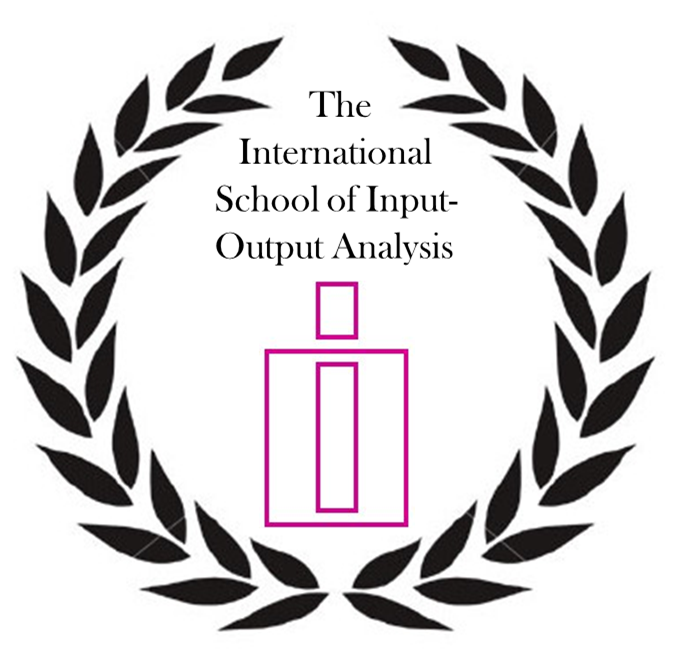 The
International
School of Input-
Output Analysis